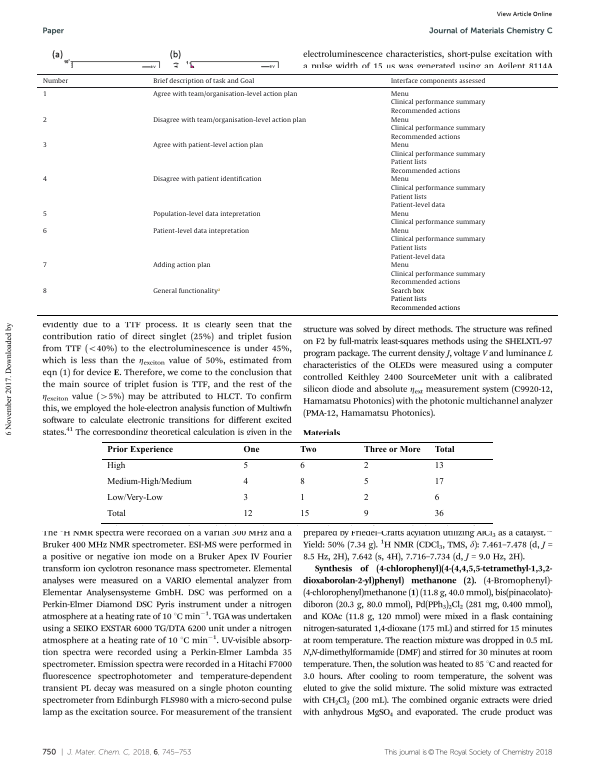 View Article Online
Paper
Journal of Materials Chemistry C
(a)
(b)
electroluminescence characteristics, short-pulse excitation with
a pulse width of 15 μs was generated using an Agilent 8114A
Number Brief description of task and Goal Interface components assessed
1 Agree with team/organisation-level action plan Menu
Clinical performance summary
Recommended actions
2 Disagree with team/organisation-level action plan Menu
Clinical performance summary
Recommended actions
3 Agree with patient-level action plan Menu
Clinical performance summary
Patient lists
Recommended actions
4 Disagree with patient identification Menu
Clinical performance summary
Patient lists
Patient-level data
5 Population-level data intepretation Menu
Clinical performance summary
6 Patient-level data intepretation Menu
Clinical performance summary
Patient lists
Patient-level data
7 Adding action plan Menu
Clinical performance summary
Recommended actions
8 General functionalityᵃ Search box
Patient lists
Recommended actions
6 November 2017. Downloaded by
evidently due to a TTF process. It is clearly seen that the
contribution ratio of direct singlet (25%) and triplet fusion
from TTF (<40%) to the electroluminescence is under 45%,
which is less than the ηexciton value of 50%, estimated from
eqn (1) for device E. Therefore, we come to the conclusion that
the main source of triplet fusion is TTF, and the rest of the
ηexciton value (>5%) may be attributed to HLCT. To confirm
this, we employed the hole-electron analysis function of Multiwfn
software to calculate electronic transitions for different excited
states.⁴¹ The corresponding theoretical calculation is given in the
structure was solved by direct methods. The structure was refined
on F2 by full-matrix least-squares methods using the SHELXTL-97
program package. The current density J, voltage V and luminance L
characteristics of the OLEDs were measured using a computer
controlled Keithley 2400 SourceMeter unit with a calibrated
silicon diode and absolute ηext measurement system (C9920-12,
Hamamatsu Photonics) with the photonic multichannel analyzer
(PMA-12, Hamamatsu Photonics).
Materials
Prior Experience One Two Three or More Total
High 5 6 2 13
Medium-High/Medium 4 8 5 17
Low/Very-Low 3 1 2 6
Total 12 15 9 36
The ¹H NMR spectra were recorded on a Varian 300 MHz and a
Bruker 400 MHz NMR spectrometer. ESI-MS were performed in
a positive or negative ion mode on a Bruker Apex IV Fourier
transform ion cyclotron resonance mass spectrometer. Elemental
analyses were measured on a VARIO elemental analyzer from
Elementar Analysensysteme GmbH. DSC was performed on a
Perkin-Elmer Diamond DSC Pyris instrument under a nitrogen
atmosphere at a heating rate of 10 °C min⁻¹. TGA was undertaken
using a SEIKO EXSTAR 6000 TG/DTA 6200 unit under a nitrogen
atmosphere at a heating rate of 10 °C min⁻¹. UV-visible absorp-
tion spectra were recorded using a Perkin-Elmer Lambda 35
spectrometer. Emission spectra were recorded in a Hitachi F7000
fluorescence spectrophotometer and temperature-dependent
transient PL decay was measured on a single photon counting
spectrometer from Edinburgh FLS980 with a micro-second pulse
lamp as the excitation source. For measurement of the transient
prepared by Friedel–Crafts acylation utilizing AlCl₃ as a catalyst.
Yield: 50% (7.34 g). ¹H NMR (CDCl₃, TMS, δ): 7.461–7.478 (d, J =
8.5 Hz, 2H), 7.642 (s, 4H), 7.716–7.734 (d, J = 9.0 Hz, 2H).
Synthesis of (4-chlorophenyl)(4-(4,4,5,5-tetramethyl-1,3,2-
dioxaborolan-2-yl)phenyl) methanone (2). (4-Bromophenyl)-
(4-chlorophenyl)methanone (1) (11.8 g, 40.0 mmol), bis(pinacolato)-
diboron (20.3 g, 80.0 mmol), Pd(PPh₃)₂Cl₂ (281 mg, 0.400 mmol),
and KOAc (11.8 g, 120 mmol) were mixed in a flask containing
nitrogen-saturated 1,4-dioxane (175 mL) and stirred for 15 minutes
at room temperature. The reaction mixture was dropped in 0.5 mL
N,N-dimethylformamide (DMF) and stirred for 30 minutes at room
temperature. Then, the solution was heated to 85 °C and reacted for
3.0 hours. After cooling to room temperature, the solvent was
eluted to give the solid mixture. The solid mixture was extracted
with CH₂Cl₂ (200 mL). The combined organic extracts were dried
with anhydrous MgSO₄ and evaporated. The crude product was
750 | J. Mater. Chem. C, 2018, 6, 745–753
This journal is © The Royal Society of Chemistry 2018